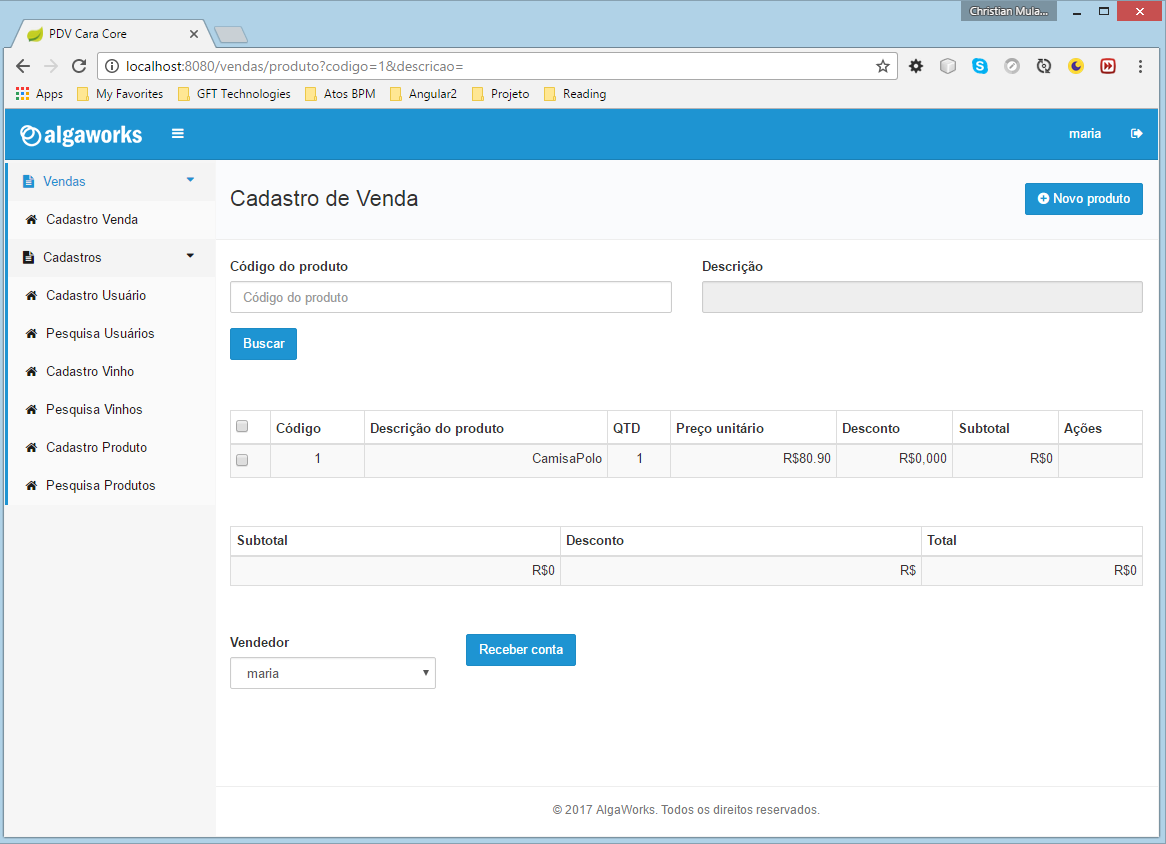 Christian Mula...
PDV Cara Core
localhost:8080/vendas/produto?codigo=1&descricao=
Apps My Favorites GFT Technologies Atos BPM Angular2 Projeto Reading
algaworks maria
Vendas
Cadastro Venda
Cadastros
Cadastro Usuário
Pesquisa Usuários
Cadastro Vinho
Pesquisa Vinhos
Cadastro Produto
Pesquisa Produtos
Cadastro de Venda Novo produto
Código do produto Descrição
Código do produto
Buscar
Código Descrição do produto QTD Preço unitário Desconto Subtotal Ações
1 CamisaPolo 1 R$80.90 R$0,000 R$0
Subtotal Desconto Total
R$0 R$ R$0
Vendedor
Receber conta
maria
© 2017 AlgaWorks. Todos os direitos reservados.